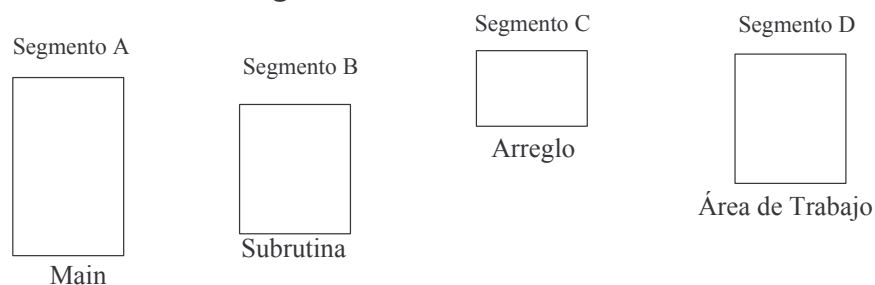 Segmento A
Segmento B
Segmento C
Segmento D
Main
Subrutina
Arreglo
Área de Trabajo